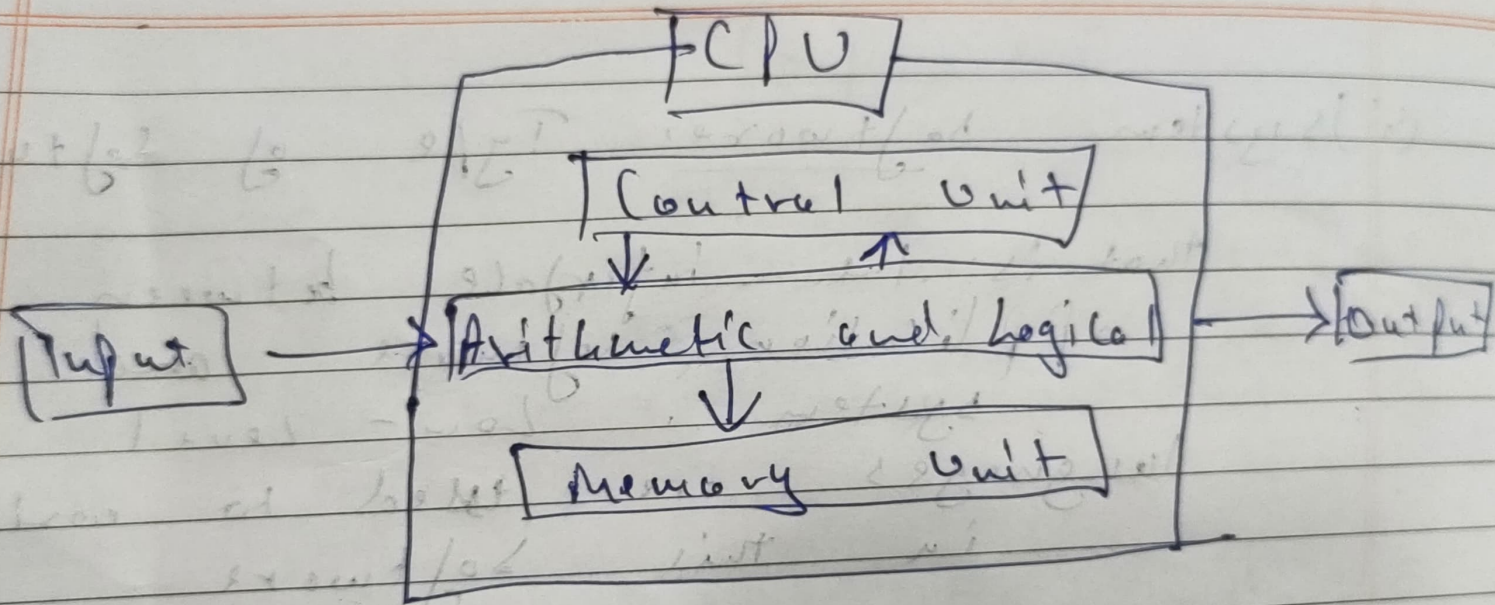 CPU
Control Unit
Input
Arithmetic and Logical
Output
Memory Unit